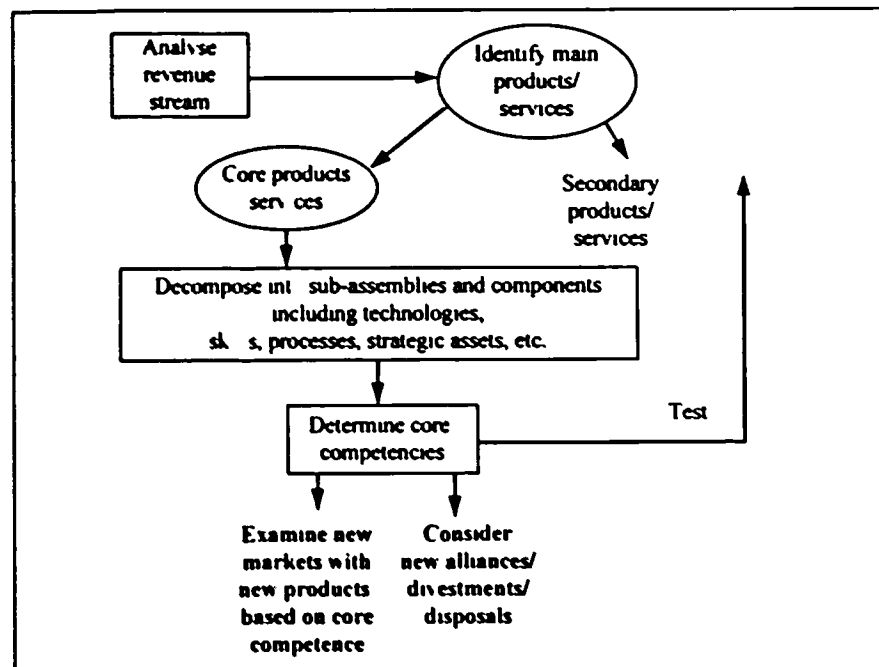 Analyse
revenue
stream
Identify main
products/
services
Core products
services
Secondary
products/
services
Decompose sub-assemblies and components
including technologies,
processes, strategic assets, etc.
Determine core
competencies
Test
Examine new
markets with
new products
based on core
competence
Consider
new alliances/
divestments/
disposals